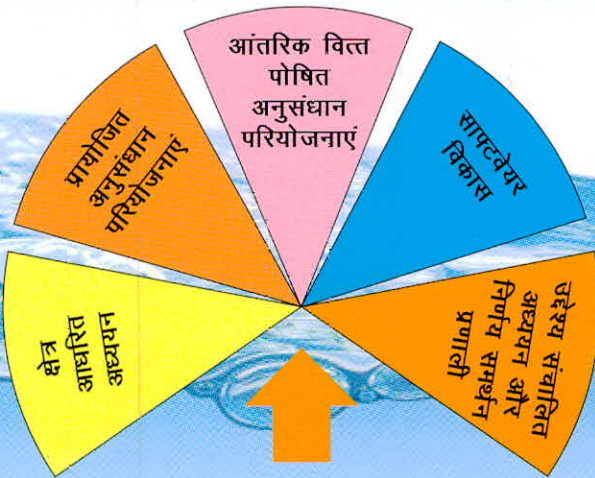 क्षेत्र
आधरित
अध्ययन
प्रायोजित
अनुसंधान
परियोजनाएं
आंतरिक वित्त
पोषित
अनुसंधान
परियोजनाएं
साफ्टवेयर
विकास
उद्देश्य संचालित
अध्ययन और
निर्णय समर्थन
प्रणाली